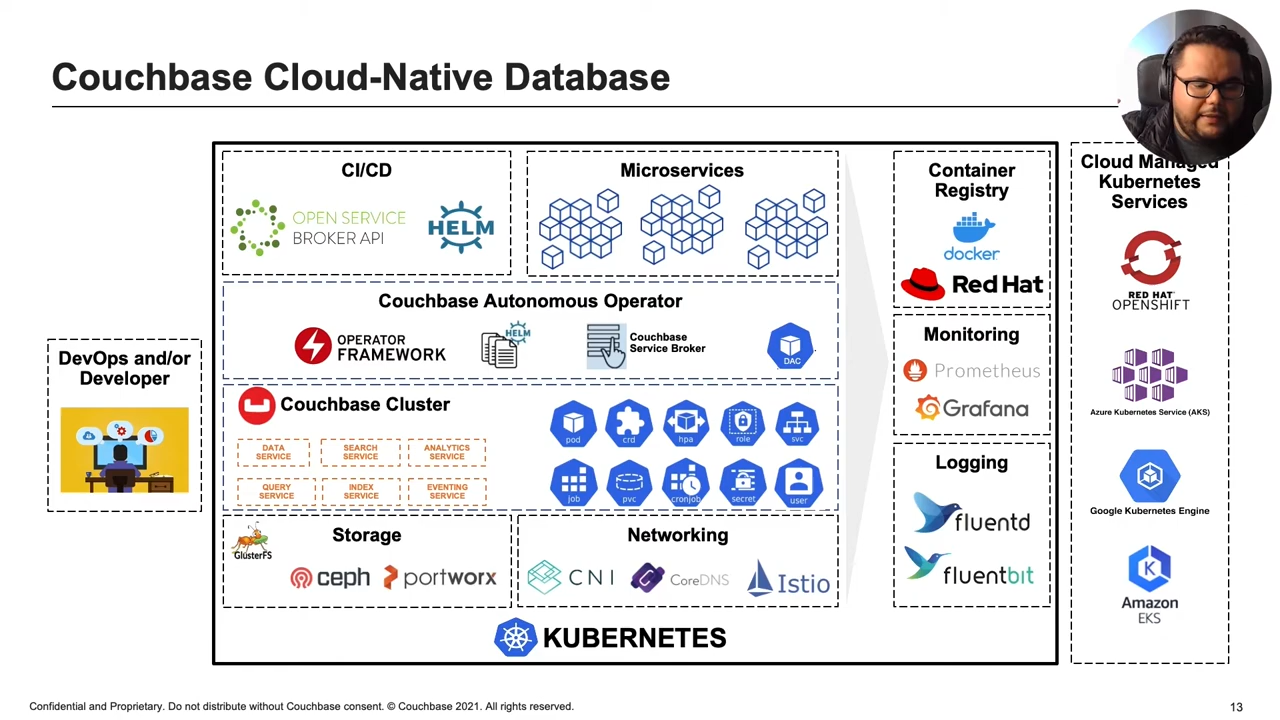 Couchbase Cloud-Native Database
CI/CD
OPEN SERVICE
BROKER API
HELM
Microservices
Container
Registry
docker
Red Hat
Cloud Managed
Kubernetes
Services
RED HAT
OPENSHIFT
Couchbase Autonomous Operator
OPERATOR
FRAMEWORK
HELM
Couchbase
Service Broker
DAC
Monitoring
Prometheus
Grafana
Azure Kubernetes Service (AKS)
DevOps and/or
Developer
Couchbase Cluster
DATA
SERVICE
SEARCH
SERVICE
ANALYTICS
SERVICE
QUERY
SERVICE
INDEX
SERVICE
EVENTING
SERVICE
pod
crd
hpa
role
svc
job
pvc
cronjob
secret
user
Logging
fluentd
fluentbit
Google Kubernetes Engine
Storage
GlusterFS
ceph
portworx
Networking
CNI
CoreDNS
Istio
Amazon
EKS
KUBERNETES
Confidential and Proprietary. Do not distribute without Couchbase consent. © Couchbase 2021. All rights reserved.
13